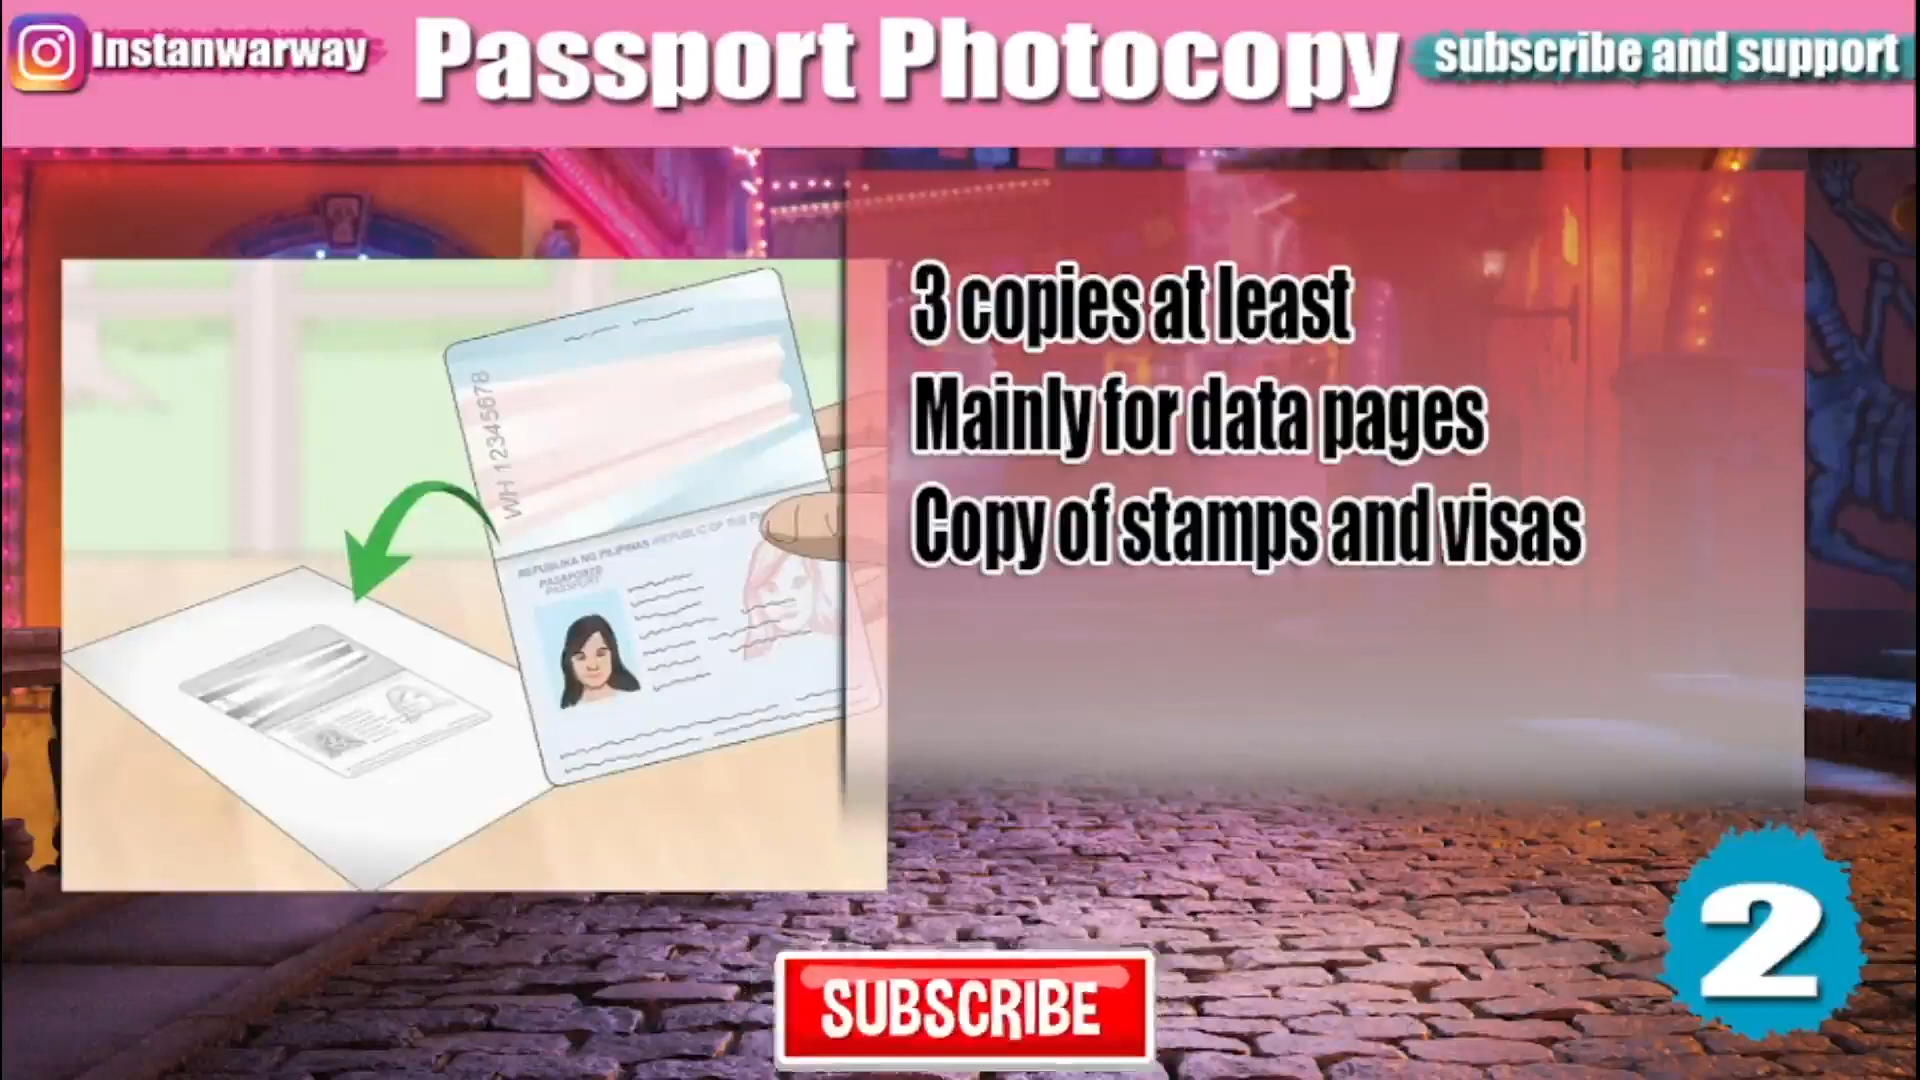 Instanwarway
Passport Photocopy
subscribe and support
3 copies at least
Mainly for data pages
Copy of stamps and visas
WH 12345678
REPUBLIKA NG PILIPINAS REPUBLIC OF THE
PASAPORTE
PASSPORT
2
SUBSCRIBE